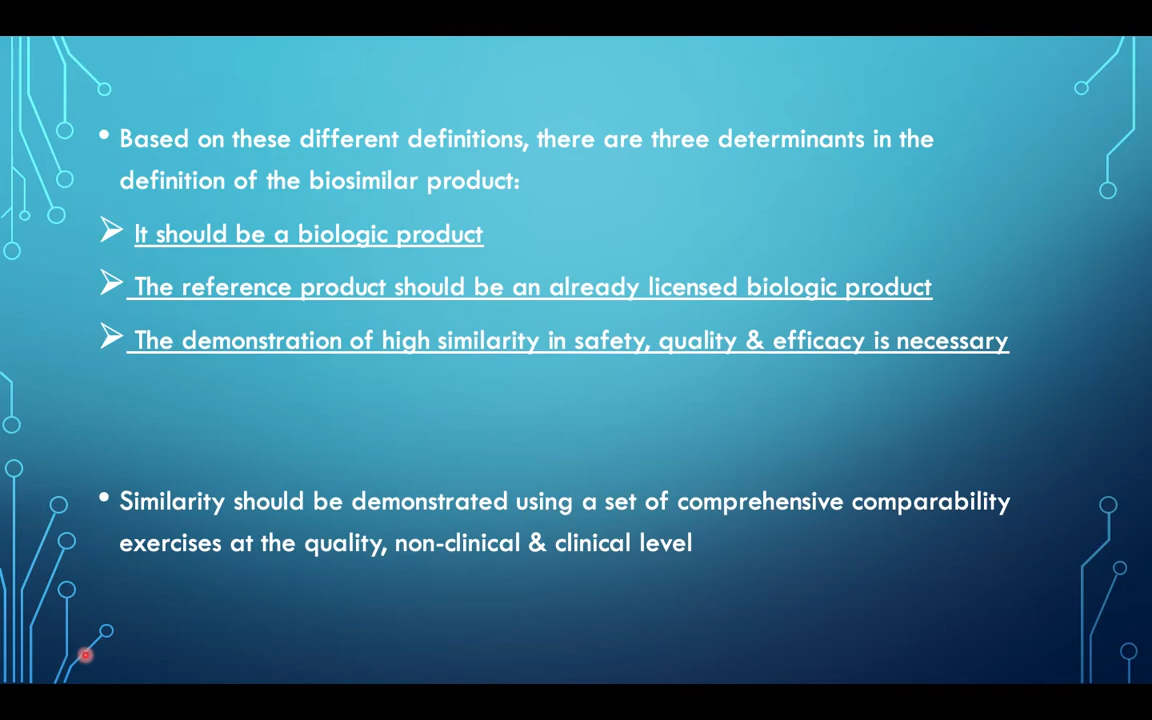 • Based on these different definitions, there are three determinants in the
definition of the biosimilar product:
➢ It should be a biologic product
➢ The reference product should be an already licensed biologic product
➢ The demonstration of high similarity in safety, quality & efficacy is necessary
• Similarity should be demonstrated using a set of comprehensive comparability
exercises at the quality, non-clinical & clinical level